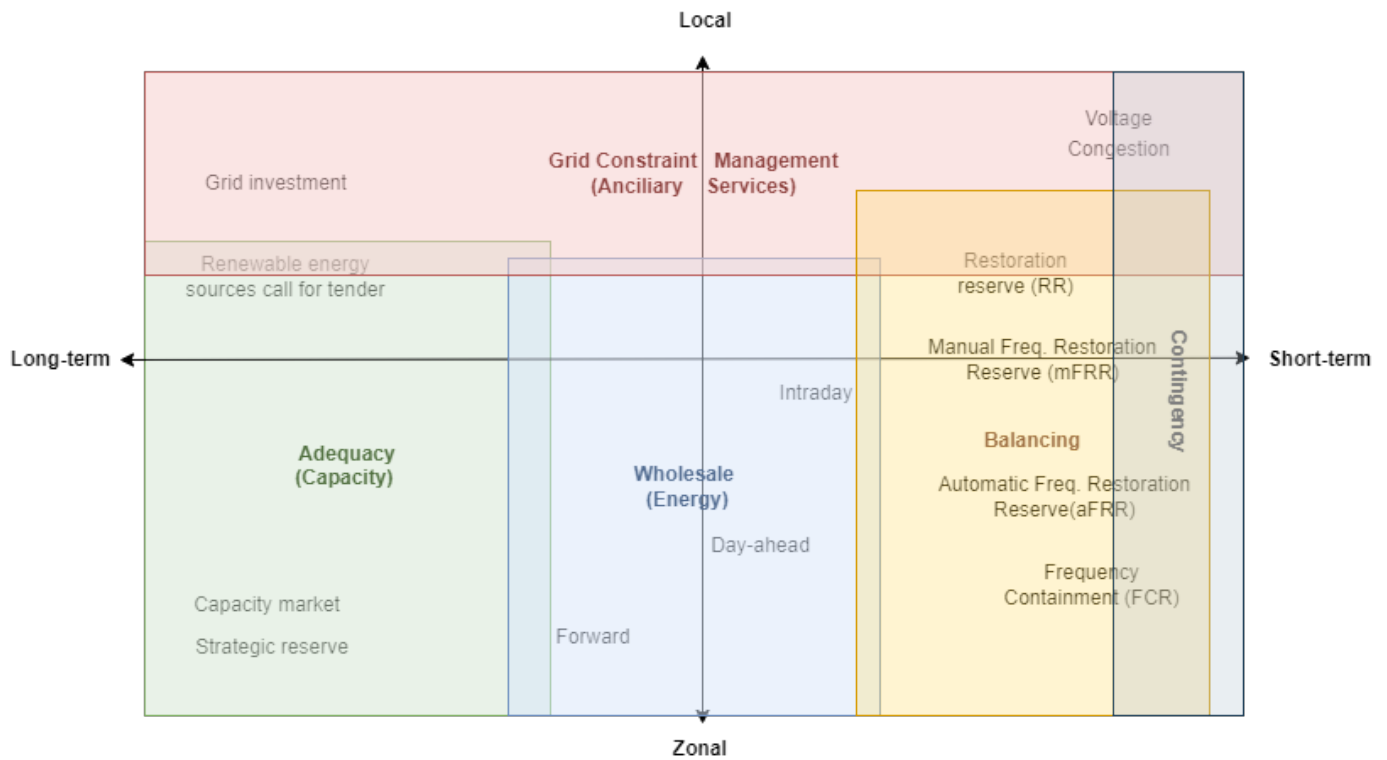 Local
Voltage
Congestion
Grid Constraint Management
(Anciliary Services)
Grid investment
Renewable energy
sources call for tender
Restoration
reserve (RR)
Manual Freq. Restoration
Reserve (mFRR)
Contingency
Long-term
Short-term
Intraday
Balancing
Adequacy
(Capacity)
Wholesale
(Energy)
Automatic Freq. Restoration
Reserve(aFRR)
Day-ahead
Frequency
Containment (FCR)
Capacity market
Strategic reserve
Forward
Zonal